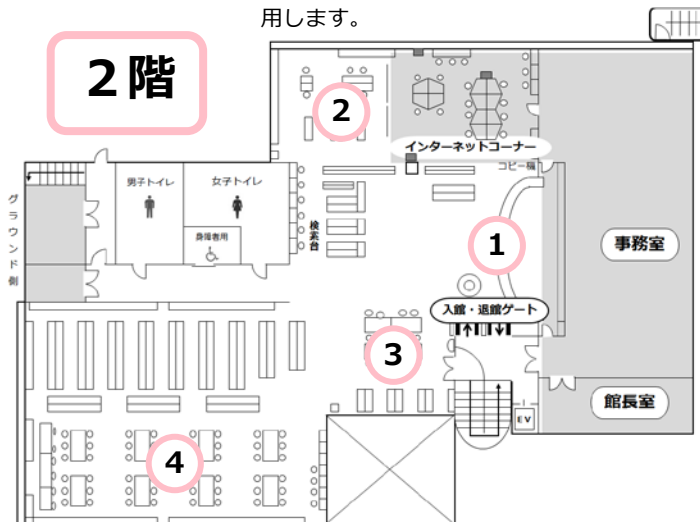 用します。
２階
②
インターネットコーナー
コピー機
男子トイレ
女子トイレ
身障者用
検索台
グラウンド側
①
事務室
入館・退館ゲート
③
館長室
EV
④